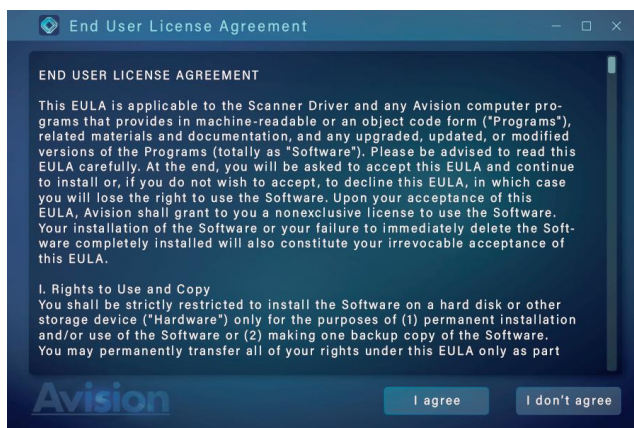 End User License Agreement
END USER LICENSE AGREEMENT
This EULA is applicable to the Scanner Driver and any Avision computer pro-
grams that provides in machine-readable or an object code form ("Programs"),
related materials and documentation, and any upgraded, updated, or modified
versions of the Programs (totally as "Software"). Please be advised to read this
EULA carefully. At the end, you will be asked to accept this EULA and continue
to install or, if you do not wish to accept, to decline this EULA, in which case
you will lose the right to use the Software. Upon your acceptance of this
EULA, Avision shall grant to you a nonexclusive license to use the Software.
Your installation of the Software or your failure to immediately delete the Soft-
ware completely installed will also constitute your irrevocable acceptance of
this EULA.
I. Rights to Use and Copy
You shall be strictly restricted to install the Software on a hard disk or other
storage device ("Hardware") only for the purposes of (1) permanent installation
and/or use of the Software or (2) making one backup copy of the Software.
You may permanently transfer all of your rights under this EULA only as part
Avision
I agree
I don't agree